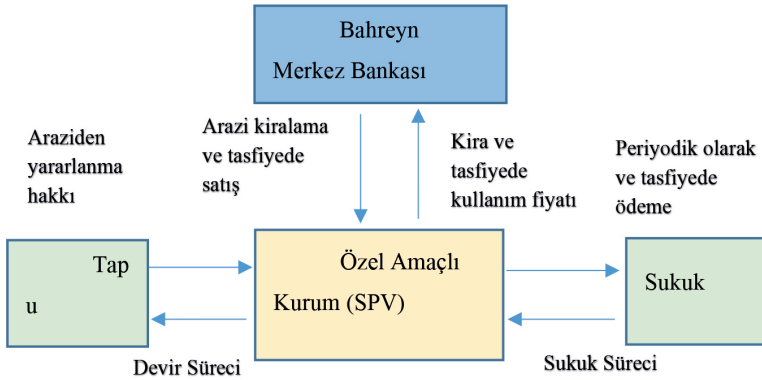 Bahreyn
Merkez Bankası
Araziden
yararlanma
hakkı
Arazi kiralama
ve tasfiyede
satış
Kira ve
tasfiyede
kullanım fiyatı
Periyodik olarak
ve tasfiyede
ödeme
Tap
u
Özel Amaçlı
Kurum (SPV)
Sukuk
Devir Süreci
Sukuk Süreci